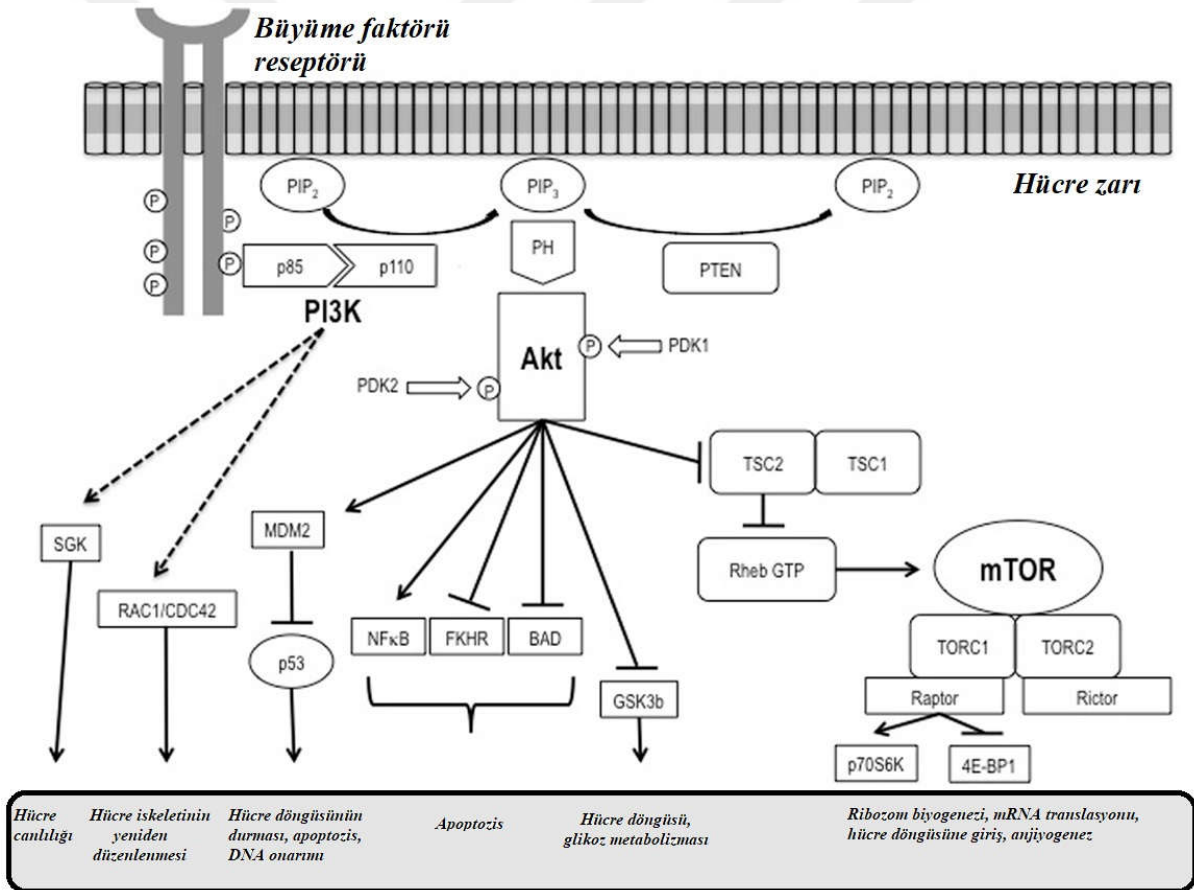 Büyüme faktörü
reseptörü
PIP2
PIP3
PIP2
Hücre zarı
P
P
P
P
P
p85
p110
PH
PTEN
PI3K
Akt
P
PDK1
PDK2
P
TSC2
TSC1
SGK
MDM2
Rheb GTP
mTOR
RAC1/CDC42
NFκB
FKHR
BAD
p53
TORC1
TORC2
GSK3b
Raptor
Rictor
p70S6K
4E-BP1
Hücre
canlılığı
Hücre iskeletinin
yeniden
düzenlenmesi
Hücre döngüsünün
durması, apoptozis,
DNA onarımı
Apoptozis
Hücre döngüsü,
glikoz metabolizması
Ribozom biyogenezi, mRNA translasyonu,
hücre döngüsüne giriş, anjiyogenez